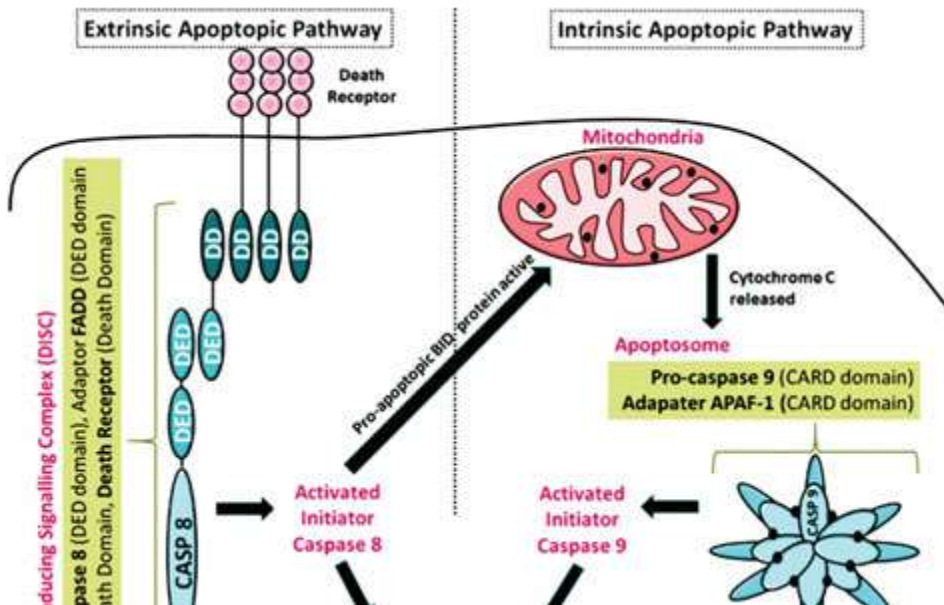 Extrinsic Apoptopic Pathway
Death
Receptor
DD
DD
DD
DD
DED
DED
DED
CASP 8
ducing Signalling Complex (DISC)
pase 8 (DED domain), Adaptor FADD (DED domain
ath Domain, Death Receptor (Death Domain)
Activated
Initiator
Caspase 8
Pro-apoptopic BID- protein active
Intrinsic Apoptopic Pathway
Mitochondria
Cytochrome C
released
Apoptosome
Pro-caspase 9 (CARD domain)
Adapater APAF-1 (CARD domain)
CASP 9
Activated
Initiator
Caspase 9